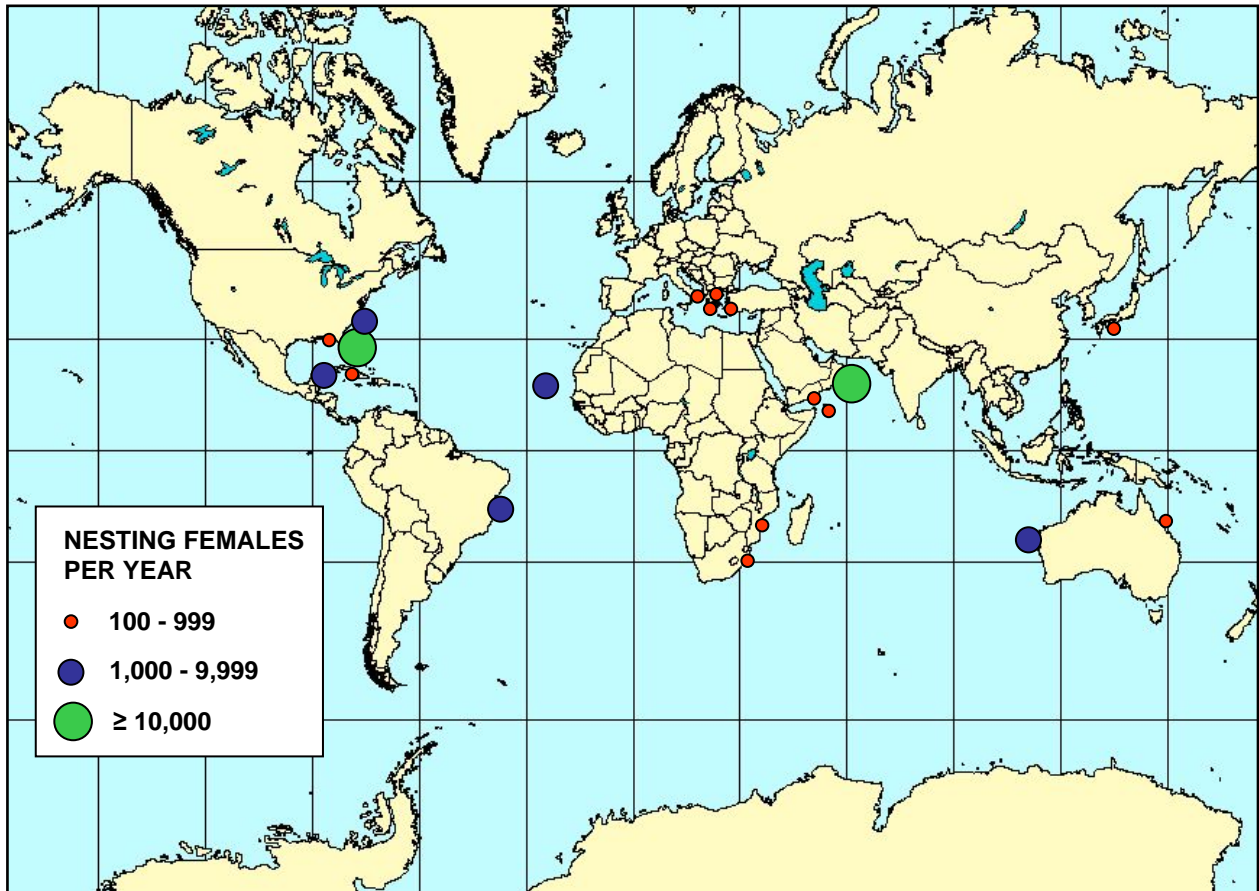 NESTING FEMALES
PER YEAR
100 - 999
1,000 - 9,999
≥ 10,000